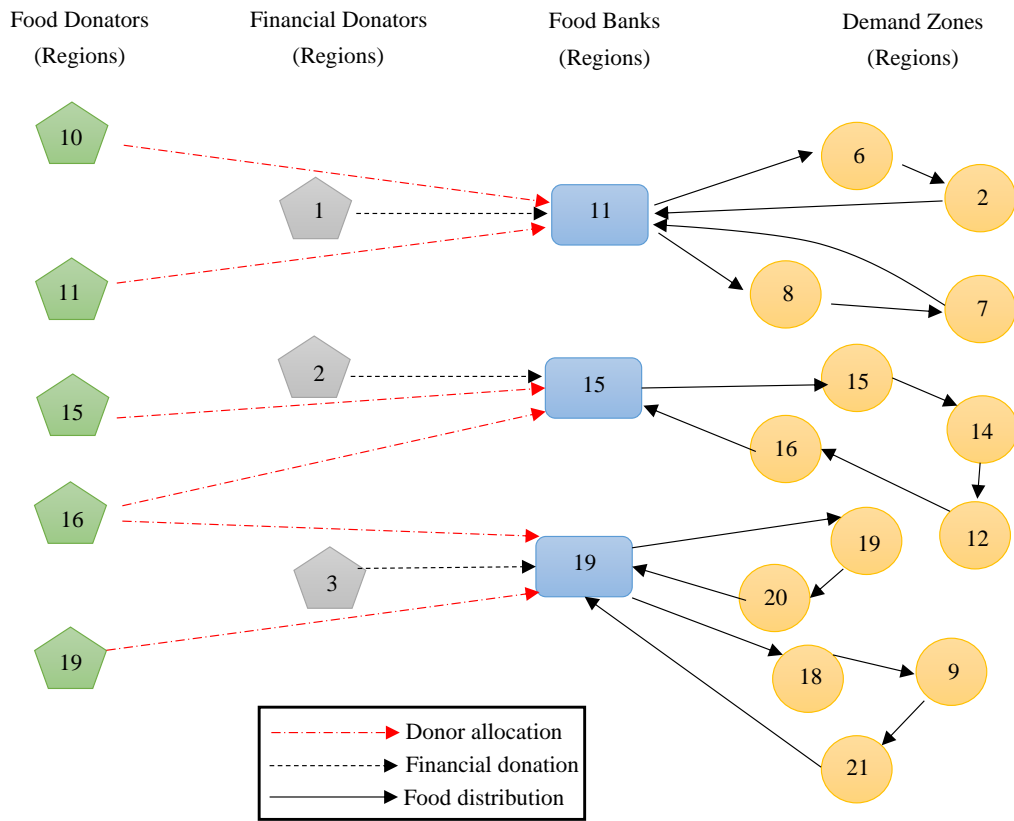 Food Donators
(Regions)
Financial Donators
(Regions)
Food Banks
(Regions)
Demand Zones
(Regions)
10
1
11
6
2
11
8
7
2
15
15
15
14
16
16
12
3
19
19
20
19
18
9
21
Donor allocation
Financial donation
Food distribution